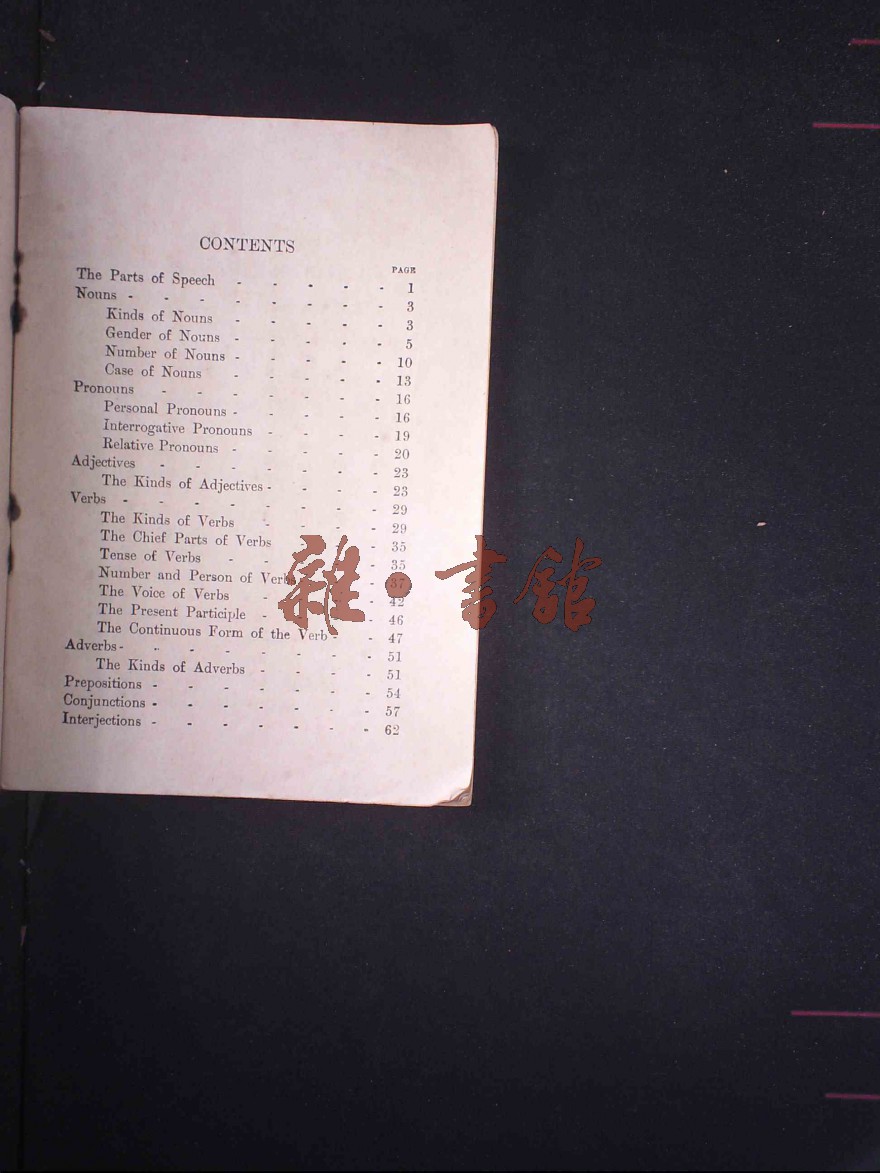 CONTENTS
PAGE
The Parts of Speech - - - - - 1
Nouns - - - - - - - - 3
Kinds of Nouns - - - - - 3
Gender of Nouns - - - - - 5
Number of Nouns - - - - - 10
Case of Nouns - - - - - 13
Pronouns - - - - - - - 16
Personal Pronouns - - - - - 16
Interrogative Pronouns - - - - 19
Relative Pronouns - - - - - 20
Adjectives - - - - - - - 23
The Kinds of Adjectives - - - - 23
Verbs - - - - - - - - 29
The Kinds of Verbs - - - - 29
The Chief Parts of Verbs - - - 35
Tense of Verbs - - - - - 35
Number and Person of Verbs - - 37
The Voice of Verbs - - - - 42
The Present Participle - - - - 46
The Continuous Form of the Verb - - 47
Adverbs - - - - - - - - 51
The Kinds of Adverbs - - - - 51
Prepositions - - - - - - - 54
Conjunctions - - - - - - - 57
Interjections - - - - - - 62
雜·書館